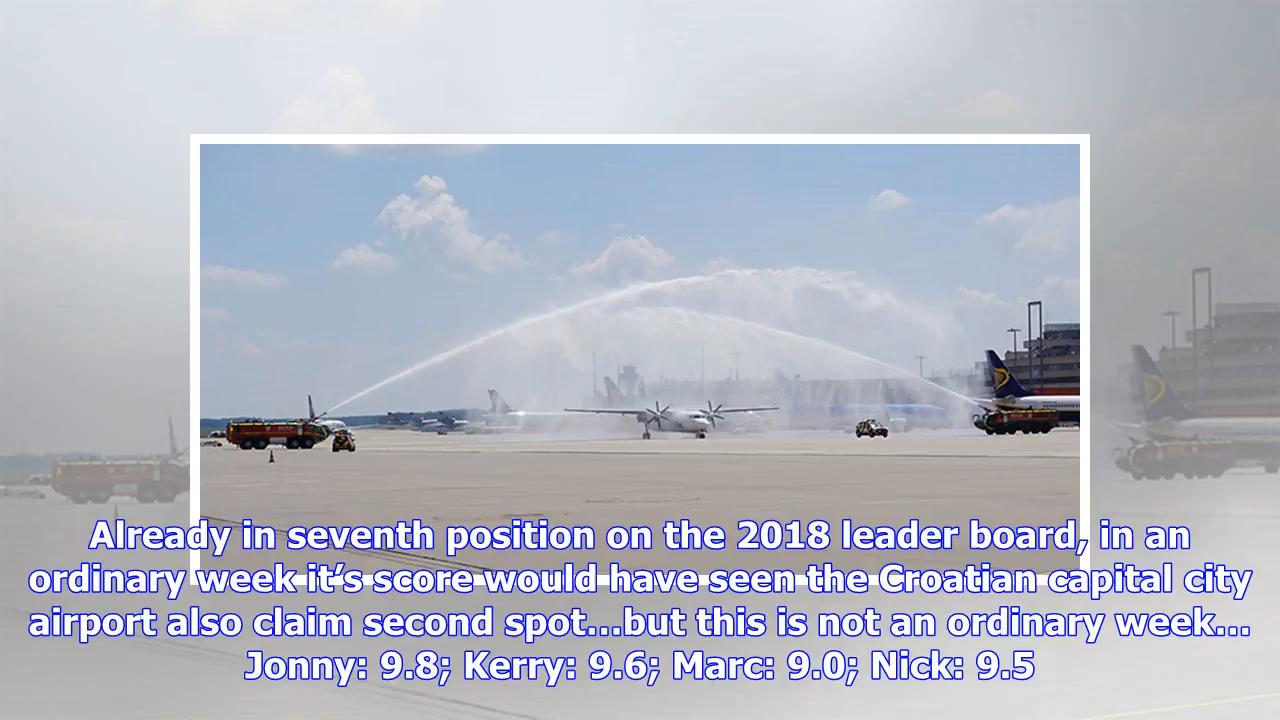 Already in seventh position on the 2018 leader board, in an
ordinary week it’s score would have seen the Croatian capital city
airport also claim second spot...but this is not an ordinary week...
Jonny: 9.8; Kerry: 9.6; Marc: 9.0; Nick: 9.5